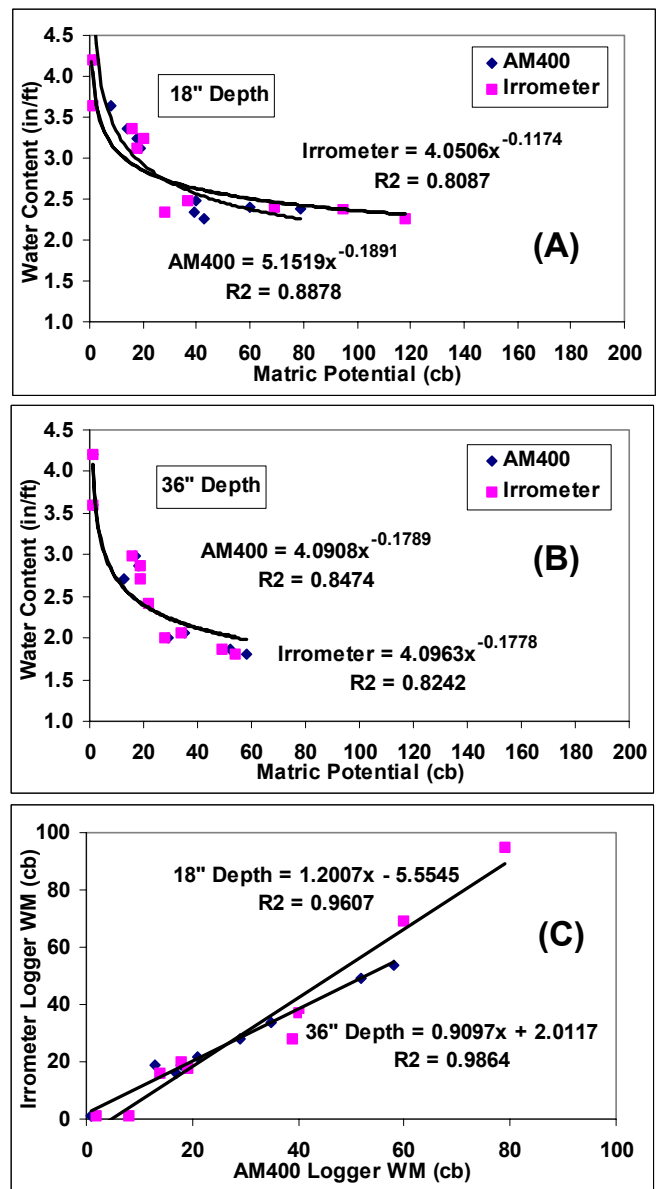 4.5
4.0
3.5
3.0
2.5
2.0
1.5
1.0
Water Content (in/ft)
AM400
Irrometer
18" Depth
Irrometer = 4.0506x^-0.1174
R2 = 0.8087
AM400 = 5.1519x^-0.1891
R2 = 0.8878
(A)
0 20 40 60 80 100 120 140 160 180 200
Matric Potential (cb)
4.5
4.0
3.5
3.0
2.5
2.0
1.5
1.0
Water Content (in/ft)
AM400
Irrometer
36" Depth
AM400 = 4.0908x^-0.1789
R2 = 0.8474
(B)
Irrometer = 4.0963x^-0.1778
R2 = 0.8242
0 20 40 60 80 100 120 140 160 180 200
Matric Potential (cb)
100
80
60
40
20
0
Irrometer Logger WM (cb)
18" Depth = 1.2007x - 5.5545
R2 = 0.9607
(C)
36" Depth = 0.9097x + 2.0117
R2 = 0.9864
0 20 40 60 80 100
AM400 Logger WM (cb)